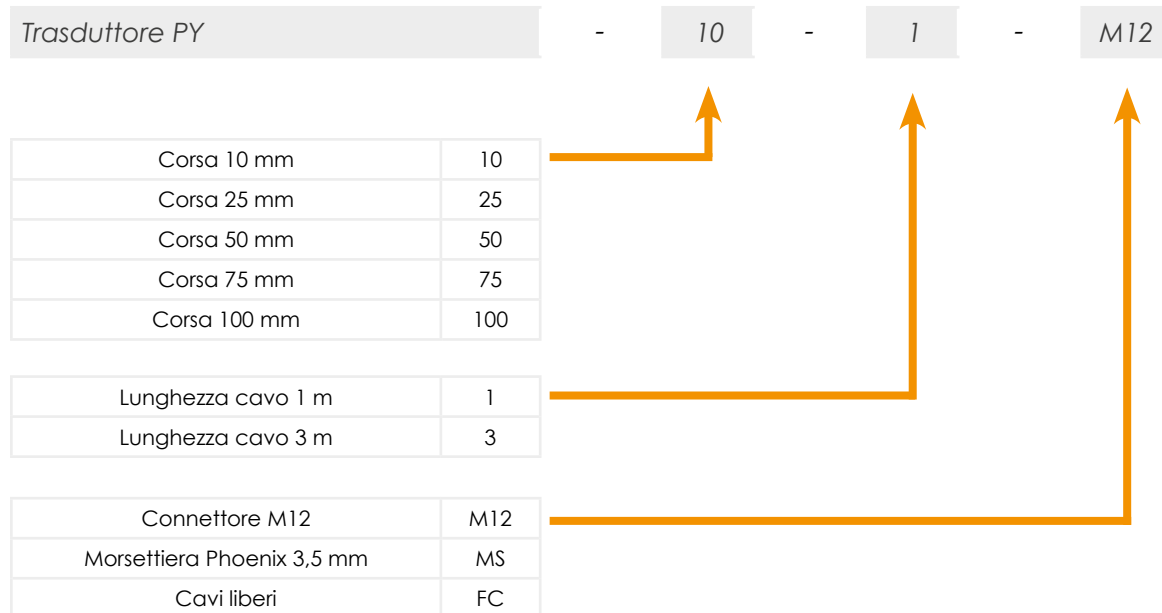 Trasduttore PY - 10 - 1 - M12
Corsa 10 mm 10
Corsa 25 mm 25
Corsa 50 mm 50
Corsa 75 mm 75
Corsa 100 mm 100
Lunghezza cavo 1 m 1
Lunghezza cavo 3 m 3
Connettore M12 M12
Morsettiera Phoenix 3,5 mm MS
Cavi liberi FC